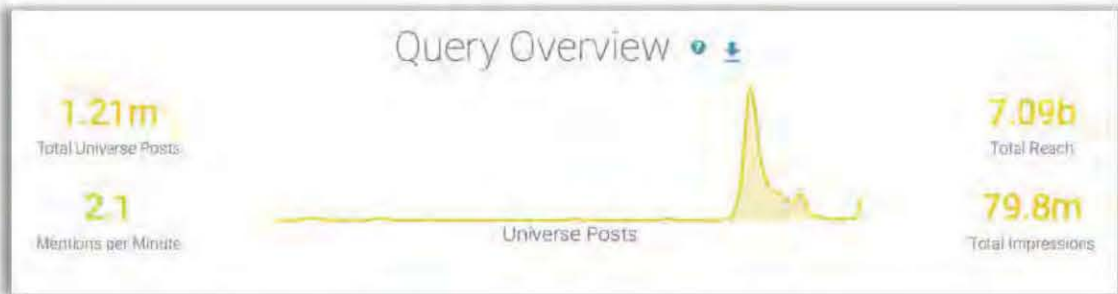 Query Overview
1.21m
Total Universe Posts
2.1
Mentions per Minute
Universe Posts
7.09b
Total Reach
79.8m
Total Impressions